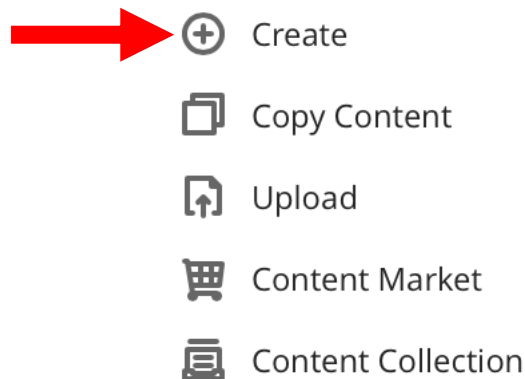 Create
Copy Content
Upload
Content Market
Content Collection